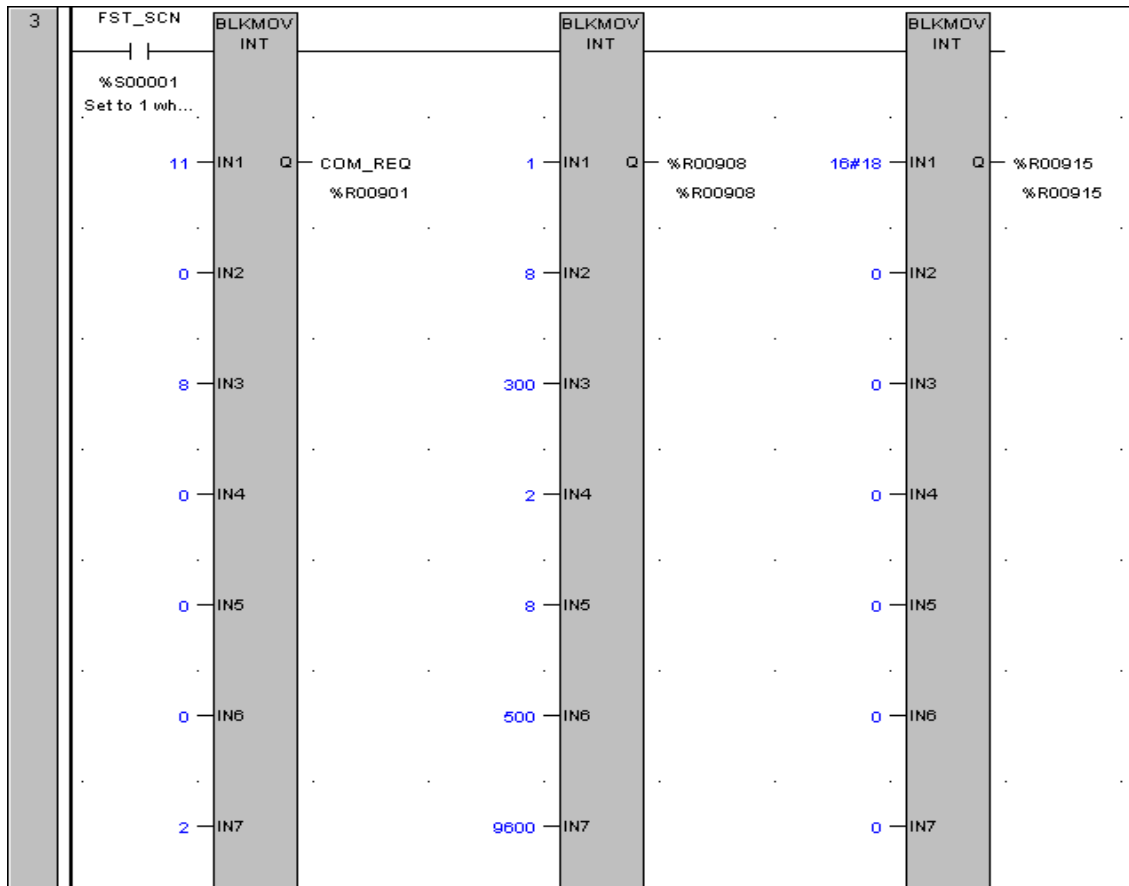 3
FST_SCN
BLKMOV BLKMOV BLKMOV
INT INT INT
%S00001
Set to 1 wh...
11 IN1 Q COM_REQ 1 IN1 Q %R00908 16#18 IN1 Q %R00915
%R00901 %R00908 %R00915
0 IN2 8 IN2 0 IN2
8 IN3 300 IN3 0 IN3
0 IN4 2 IN4 0 IN4
0 IN5 8 IN5 0 IN5
0 IN6 500 IN6 0 IN6
2 IN7 9600 IN7 0 IN7